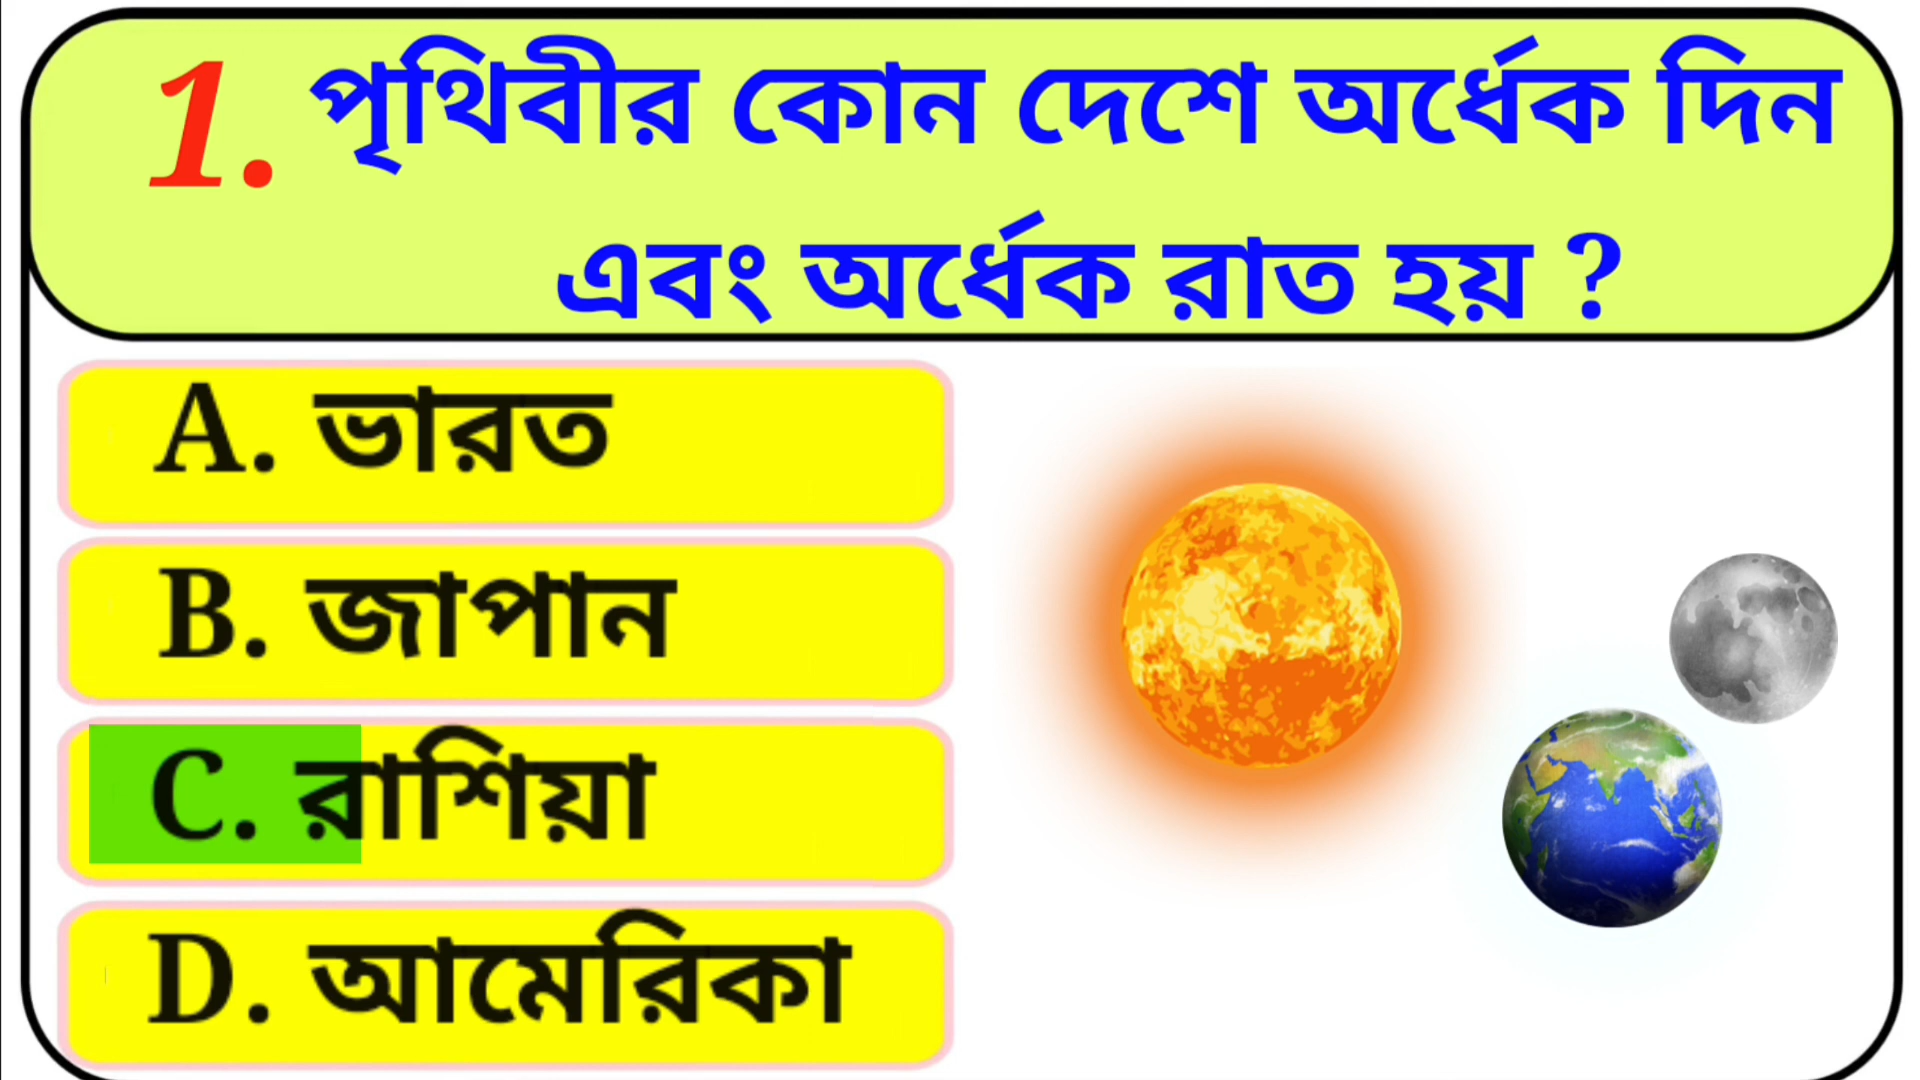 1. পৃথিবীর কোন দেশে অর্ধেক দিন
এবং অর্ধেক রাত হয় ?
A. ভারত
B. জাপান
C. রাশিয়া
D. আমেরিকা